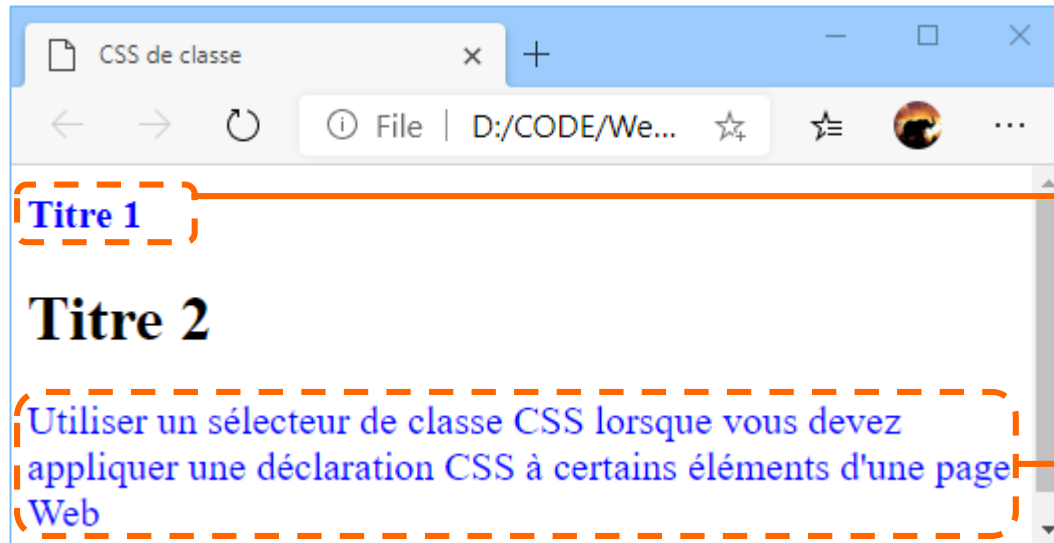 CSS de classe
File | D:/CODE/We...
Titre 1
Titre 2
Utiliser un sélecteur de classe CSS lorsque vous devez
appliquer une déclaration CSS à certains éléments d'une page
Web